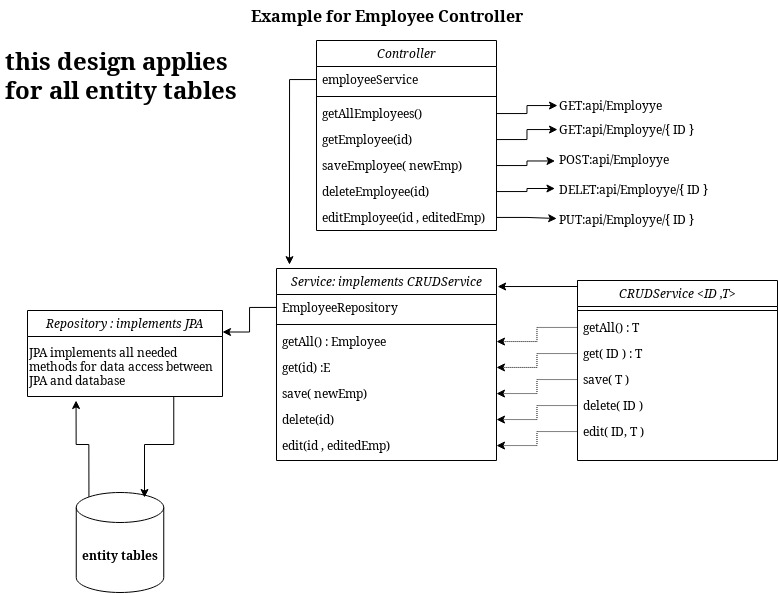 Example for Employee Controller
this design applies
for all entity tables
Controller
employeeService
getAllEmployees()
getEmployee(id)
saveEmployee( newEmp)
deleteEmployee(id)
editEmployee(id , editedEmp)
GET:api/Employye
GET:api/Employye/{ ID }
POST:api/Employye
DELET:api/Employye/{ ID }
PUT:api/Employye/{ ID }
Service: implements CRUDService
EmployeeRepository
getAll() : Employee
get(id) :E
save( newEmp)
delete(id)
edit(id , editedEmp)
CRUDService <ID ,T>
getAll() : T
get( ID ) : T
save( T )
delete( ID )
edit( ID, T )
Repository : implements JPA
JPA implements all needed
methods for data access between
JPA and database
entity tables